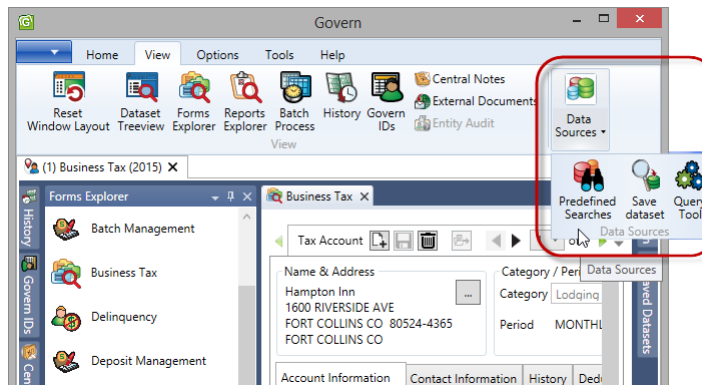 Govern
Home View Options Tools Help
Reset Window Layout
Dataset Treeview
Forms Explorer
Reports Explorer
Batch Process
History
Govern IDs
Central Notes
External Documents
Entity Audit
View
Data Sources
(1) Business Tax (2015)
Predefined Searches
Save dataset
Query Tool
Data Sources
Data Sources
History
Govern IDs
Forms Explorer
Batch Management
Business Tax
Delinquency
Deposit Management
Business Tax
Tax Account
Name & Address
Hampton Inn
1600 RIVERSIDE AVE
FORT COLLINS CO 80524-4365
FORT COLLINS CO
...
Category
Category Lodging
Period MONTHL
Account Information Contact Information History Ded
aved Datasets
Cen